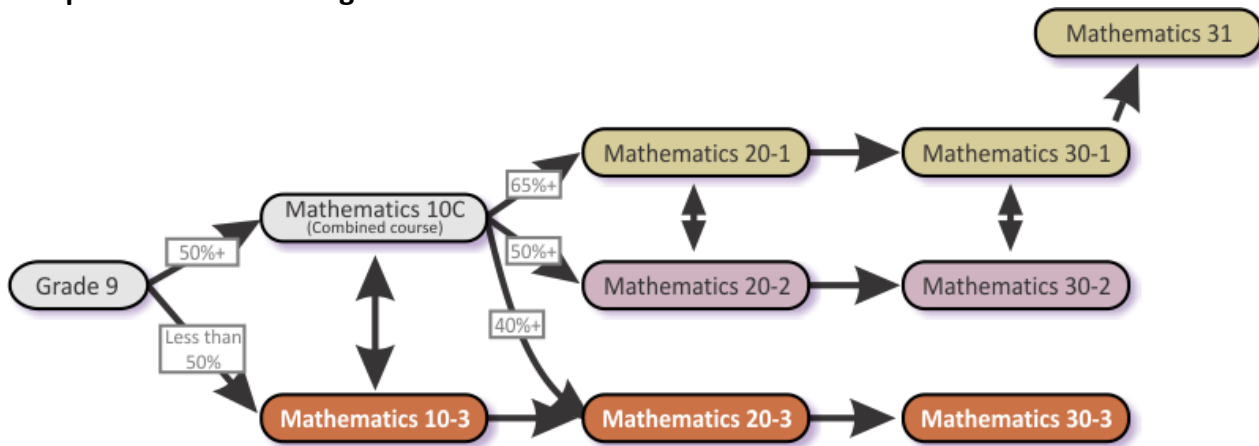 Mathematics 31
Mathematics 20-1
Mathematics 30-1
65%+
Mathematics 10C
(Combined course)
50%+
50%+
Grade 9
Mathematics 20-2
Mathematics 30-2
40%+
Less than
50%
Mathematics 10-3
Mathematics 20-3
Mathematics 30-3